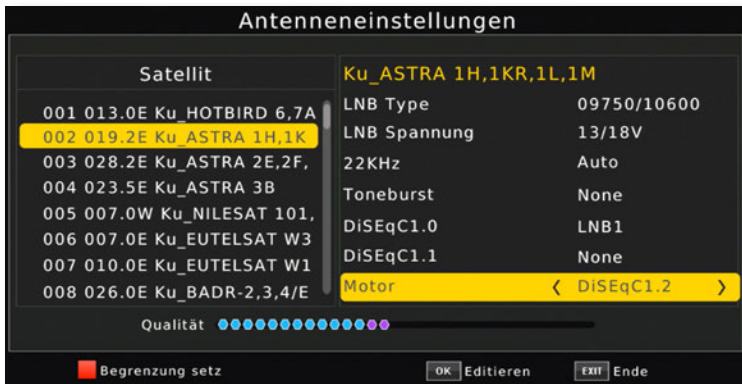 Antenneneinstellungen
Satellit
001 013.0E Ku_HOTBIRD 6,7A
002 019.2E Ku_ASTRA 1H,1K
003 028.2E Ku_ASTRA 2E,2F,
004 023.5E Ku_ASTRA 3B
005 007.0W Ku_NILESAT 101,
006 007.0E Ku_EUTELSAT W3
007 010.0E Ku_EUTELSAT W1
008 026.0E Ku_BADR-2,3,4/E
Ku_ASTRA 1H,1KR,1L,1M
LNB Type 09750/10600
LNB Spannung 13/18V
22KHz Auto
Toneburst None
DiSEqC1.0 LNB1
DiSEqC1.1 None
Motor < DiSEqC1.2 >
Qualität
Begrenzung setz OK Editieren EXIT Ende